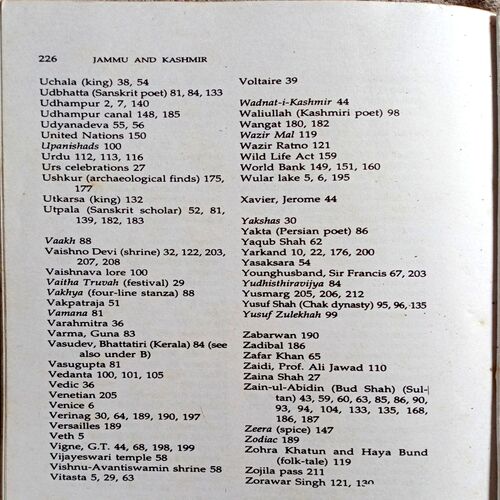 226 JAMMU AND KASHMIR
Uchala (king) 38, 54
Udbhatta (Sanskrit poet) 81, 84, 133
Udhampur 2, 7, 140
Udhampur canal 148, 185
Udyanadeva 55, 56
United Nations 150
Upanishads 100
Urdu 112, 113, 116
Urs celebrations 27
Ushkur (archaeological finds) 175,
177
Utkarsa (king) 132
Utpala (Sanskrit scholar) 52, 81,
139, 182, 183
Vaakh 88
Vaishno Devi (shrine) 32, 122, 203,
207, 208
Vaishnava lore 100
Vaitha Truvah (festival) 29
Vakhya (four-line stanza) 88
Vakpatraja 51
Vamana 81
Varahmitra 36
Varma, Guna 83
Vasudev, Bhattatiri (Kerala) 84 (see
also under B)
Vasugupta 81
Vedanta 100, 101, 105
Vedic 36
Venetian 205
Venice 6
Verinag 30, 64, 189, 190, 197
Versailles 189
Veth 5
Vigne, G.T. 44, 68, 198, 199
Vijayeswari temple 58
Vishnu-Avantiswamin shrine 58
Vitasta 5, 29, 63
Voltaire 39
Wadnat-i-Kashmir 44
Waliullah (Kashmiri poet) 98
Wangat 180, 182
Wazir Mal 119
Wazir Ratno 121
Wild Life Act 159
World Bank 149, 151, 160
Wular lake 5, 6, 195
Xavier, Jerome 44
Yakshas 30
Yakta (Persian poet) 86
Yaqub Shah 62
Yarkand 10, 22, 176, 200
Yasaksara 54
Younghusband, Sir Francis 67, 203
Yudhisthiravijya 84
Yusmarg 205, 206, 212
Yusuf Shah (Chak dynasty) 95, 96, 135
Yusuf Zulekhah 99
Zabarwan 190
Zadibal 186
Zafar Khan 65
Zaidi, Prof. Ali Jawad 110
Zaina Shah 27
Zain-ul-Abidin (Bud Shah) (Sul-
tan) 43, 59, 60, 63, 85, 86, 90,
93, 94, 104, 133, 135, 168,
186, 187
Zeera (spice) 147
Zodiac 189
Zohra Khatun and Haya Bund
(folk-tale) 119
Zojila pass 211
Zorawar Singh 121, 130